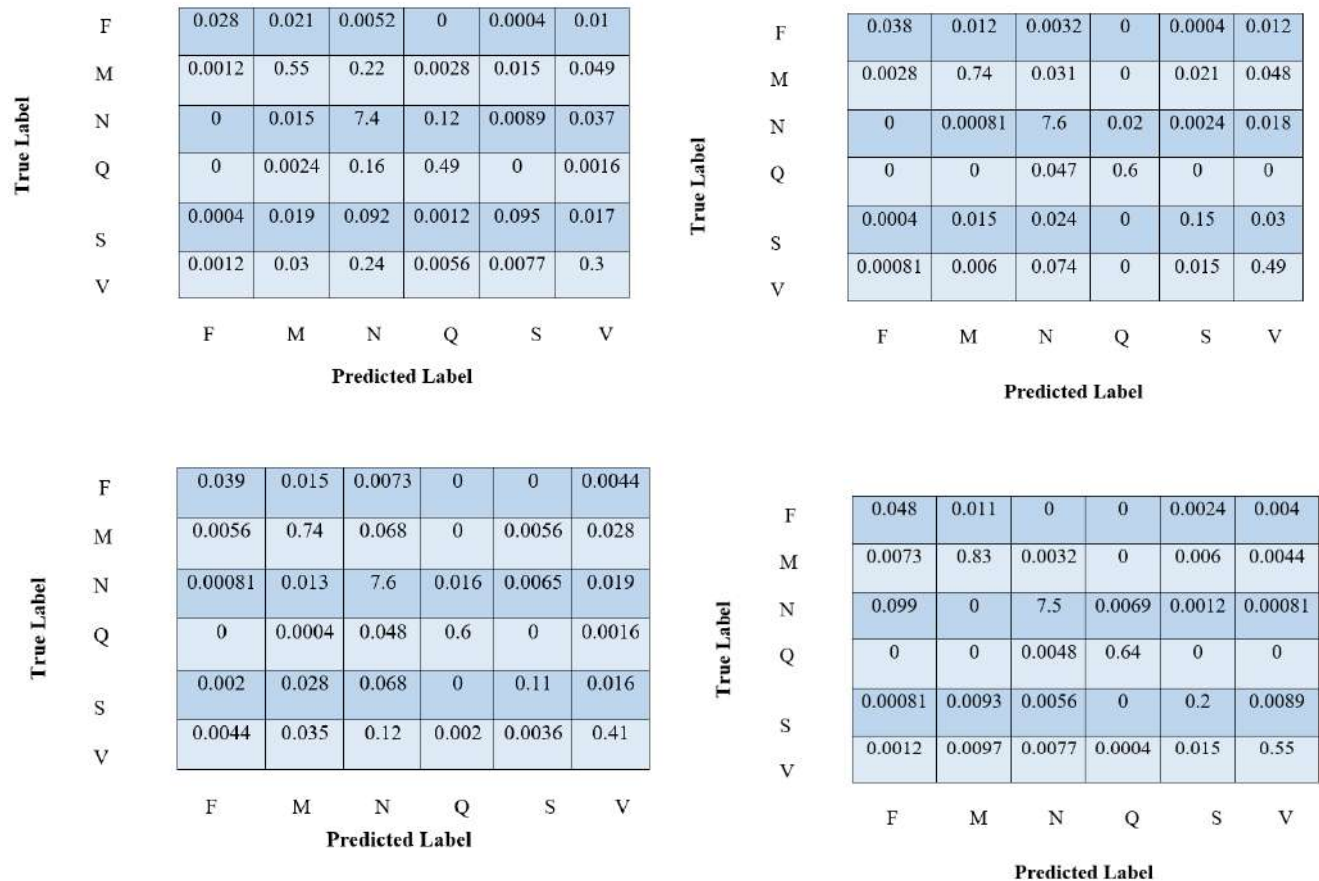 F 0.028 0.021 0.0052 0 0.0004 0.01
M 0.0012 0.55 0.22 0.0028 0.015 0.049
N 0 0.015 7.4 0.12 0.0089 0.037
Q 0 0.0024 0.16 0.49 0 0.0016
S 0.0004 0.019 0.092 0.0012 0.095 0.017
V 0.0012 0.03 0.24 0.0056 0.0077 0.3
True Label
F M N Q S V
Predicted Label
F 0.038 0.012 0.0032 0 0.0004 0.012
M 0.0028 0.74 0.031 0 0.021 0.048
N 0 0.00081 7.6 0.02 0.0024 0.018
Q 0 0 0.047 0.6 0 0
S 0.0004 0.015 0.024 0 0.15 0.03
V 0.00081 0.006 0.074 0 0.015 0.49
True Label
F M N Q S V
Predicted Label
F 0.039 0.015 0.0073 0 0 0.0044
M 0.0056 0.74 0.068 0 0.0056 0.028
N 0.00081 0.013 7.6 0.016 0.0065 0.019
Q 0 0.0004 0.048 0.6 0 0.0016
S 0.002 0.028 0.068 0 0.11 0.016
V 0.0044 0.035 0.12 0.002 0.0036 0.41
True Label
F M N Q S V
Predicted Label
F 0.048 0.011 0 0 0.0024 0.004
M 0.0073 0.83 0.0032 0 0.006 0.0044
N 0.099 0 7.5 0.0069 0.0012 0.00081
Q 0 0 0.0048 0.64 0 0
S 0.00081 0.0093 0.0056 0 0.2 0.0089
V 0.0012 0.0097 0.0077 0.0004 0.015 0.55
True Label
F M N Q S V
Predicted Label